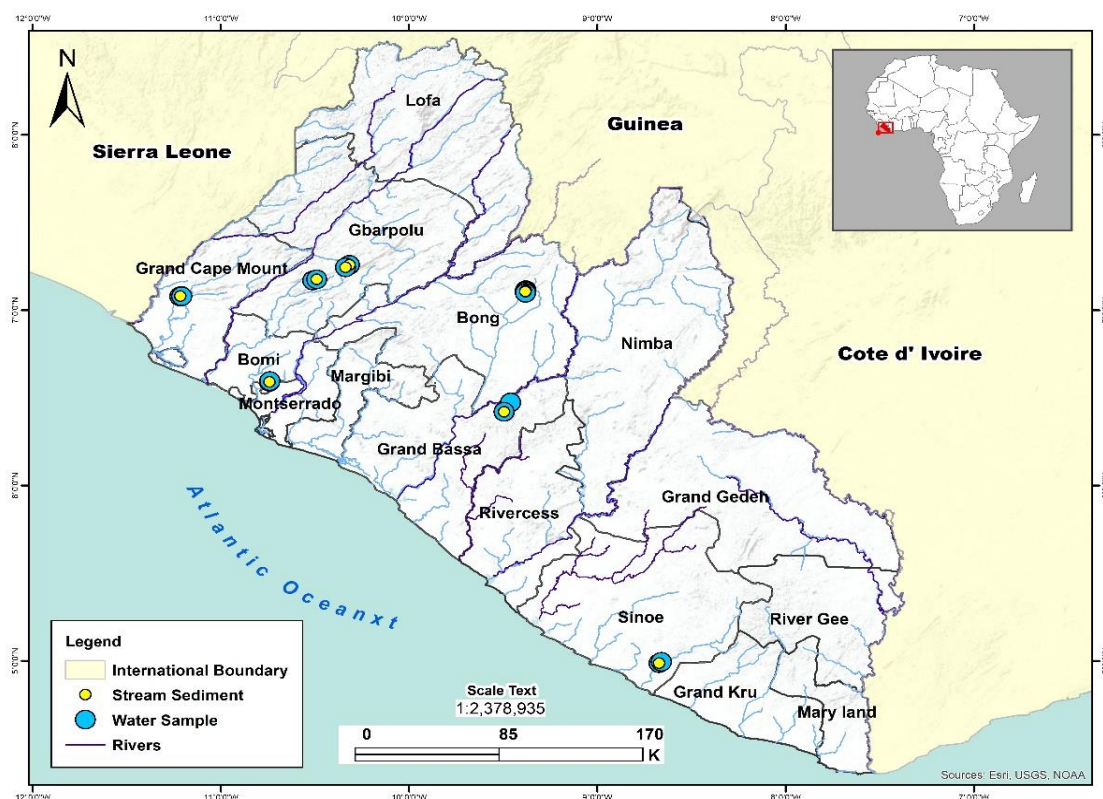 12°0'0"W 11°0'0"W 10°0'0"W 9°0'0"W 8°0'0"W 7°0'0"W
N
Lofa
Guinea
Sierra Leone
Gbarpolu
Grand Cape Mount
Bong
Nimba
Cote d' Ivoire
Bomi
Margibi
Montserrado
Grand Bassa
Grand Gedeh
Rivercess
Atlantic Oceanxt
Sinoe
River Gee
Grand Kru
Mary land
8°0'0"N
7°0'0"N
6°0'0"N
5°0'0"N
Legend
International Boundary
Stream Sediment
Water Sample
Rivers
Scale Text
1:2,378,935
0 85 170
K
Sources: Esri, USGS, NOAA
12°0'0"W 11°0'0"W 10°0'0"W 9°0'0"W 8°0'0"W 7°0'0"W